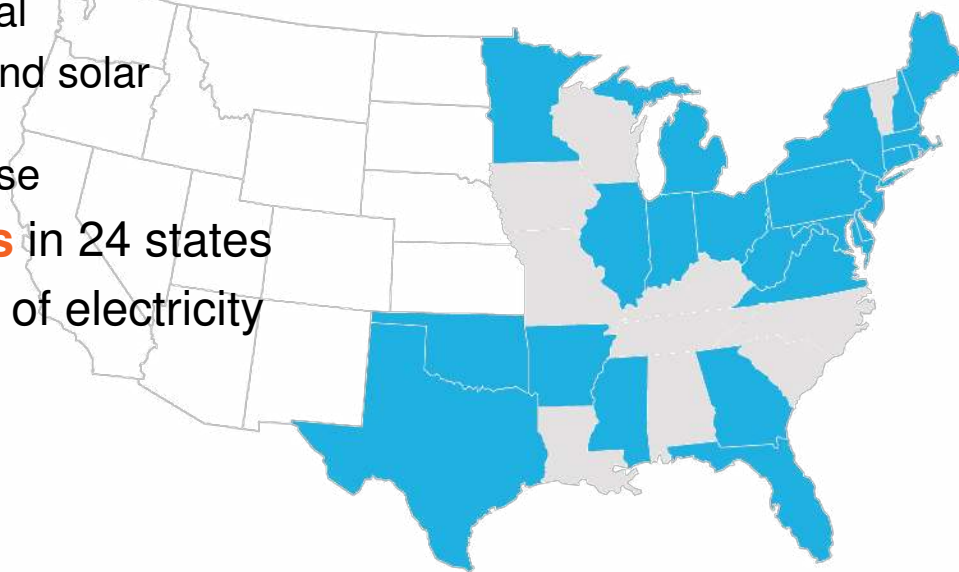 al
nd solar
se
s in 24 states
of electricity